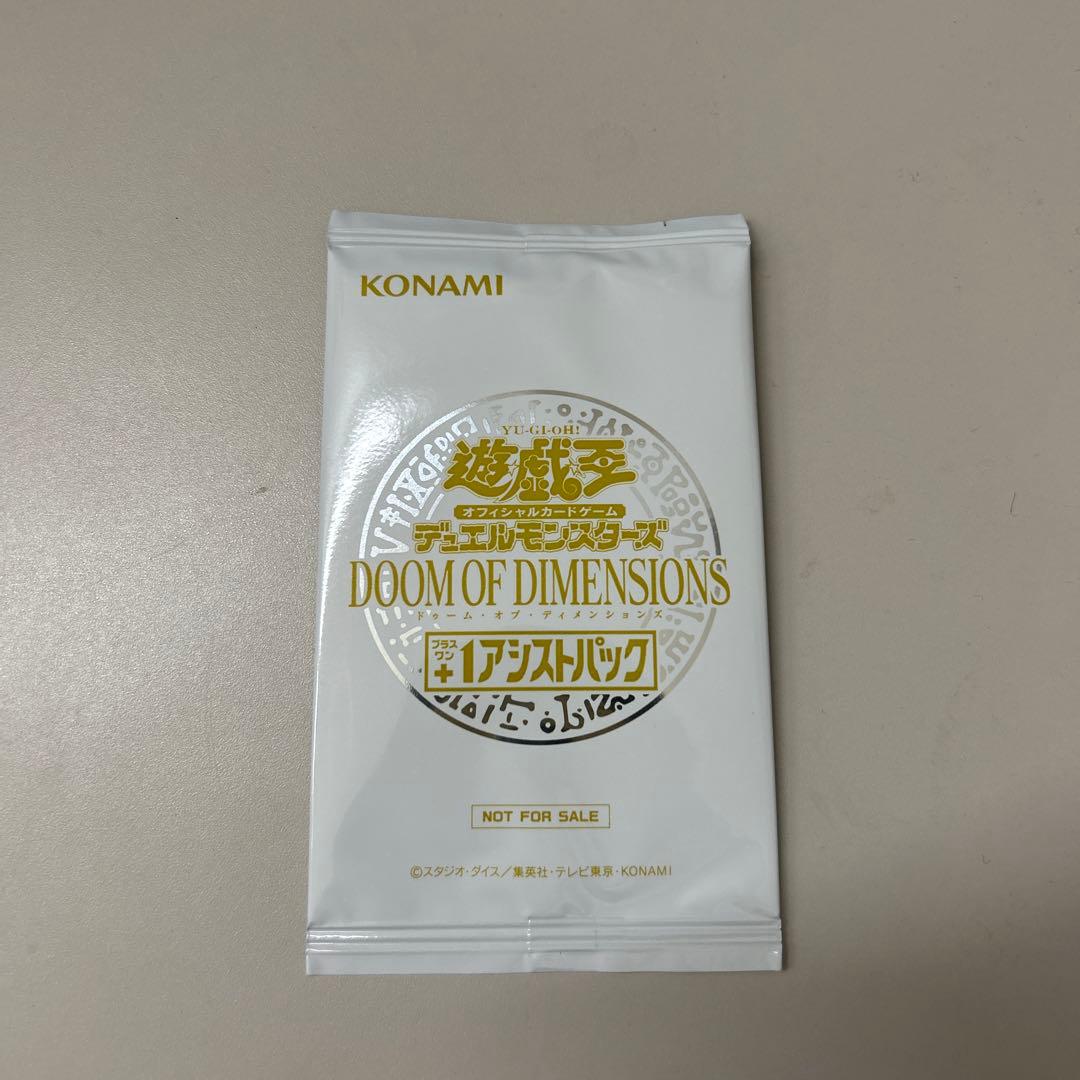 KONAMI
YU-GI-OH!
遊戯王
オフィシャルカードゲーム
デュエルモンスターズ
DOOM OF DIMENSIONS
ドゥーム・オブ・ディメンションズ
プラスワン
+1アシストパック
NOT FOR SALE
©スタジオ・ダイス/集英社・テレビ東京・KONAMI